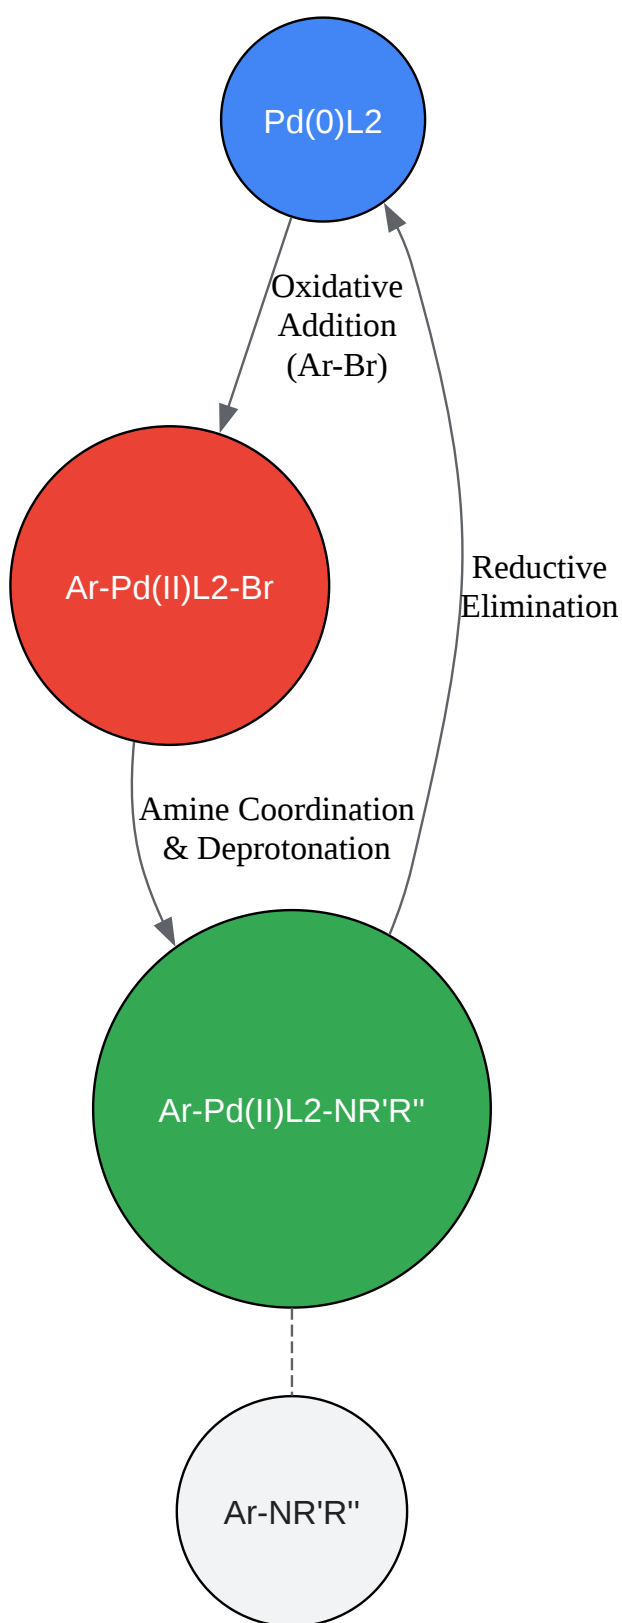 Pd(0)L2
Oxidative
Addition
(Ar-Br)
Reductive
Elimination
Ar-Pd(II)L2-Br
Amine Coordination
& Deprotonation
Ar-Pd(II)L2-NR'R''
Ar-NR'R''